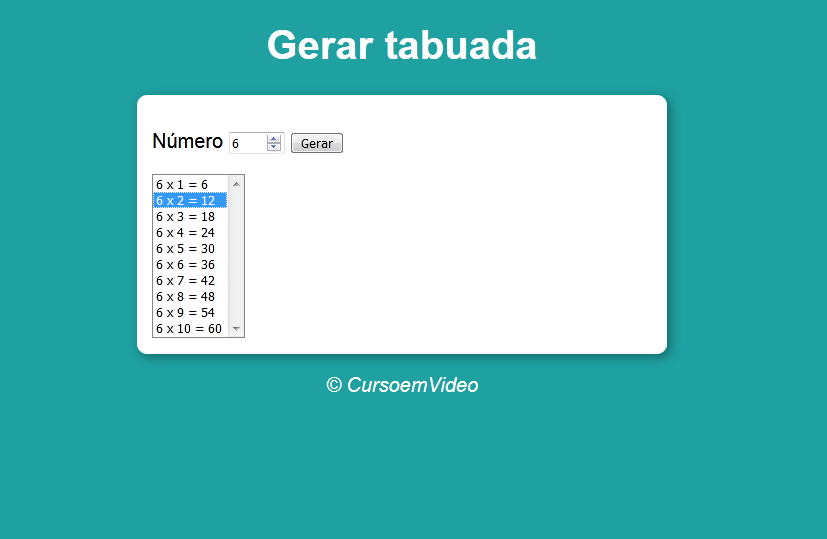 Gerar tabuada
Número 6 Gerar
6 x 1 = 6
6 x 2 = 12
6 x 3 = 18
6 x 4 = 24
6 x 5 = 30
6 x 6 = 36
6 x 7 = 42
6 x 8 = 48
6 x 9 = 54
6 x 10 = 60
© CursoemVideo